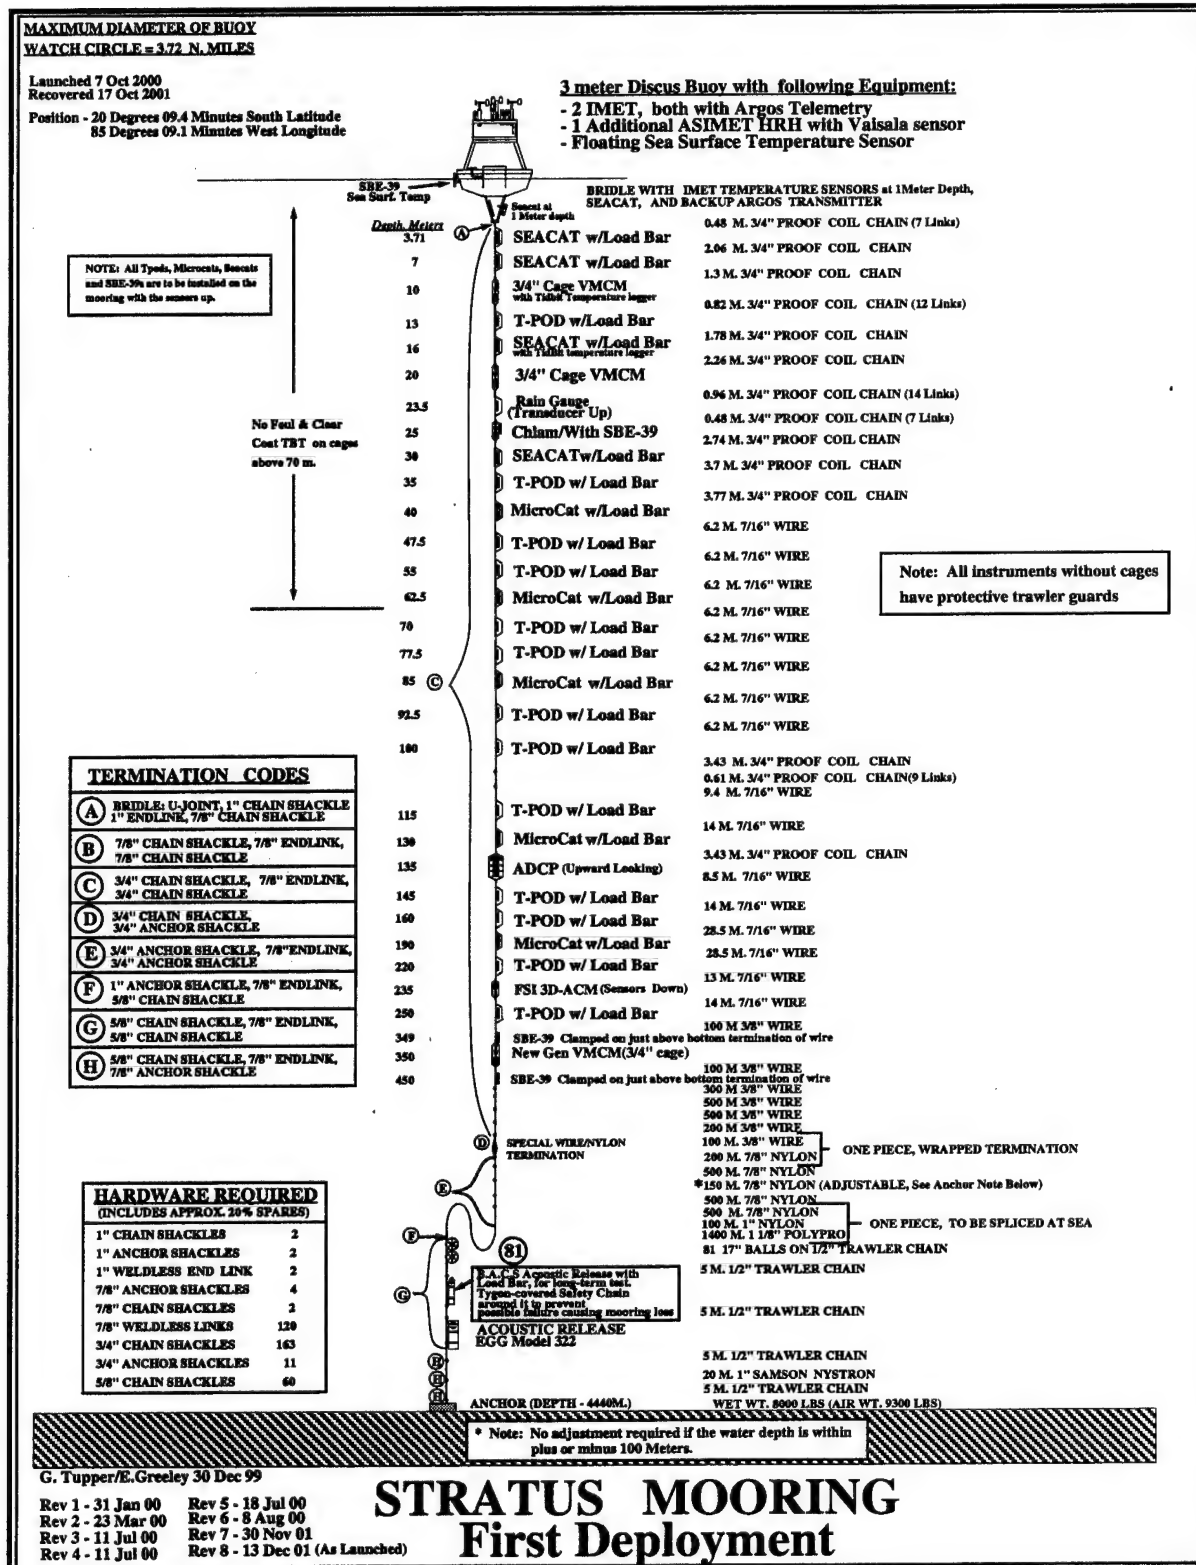 MAXIMUM DIAMETER OF BUOY
WATCH CIRCLE = 3.72 N. MILES
Launched 7 Oct 2000
Recovered 17 Oct 2001
Position - 20 Degrees 09.4 Minutes South Latitude
85 Degrees 09.1 Minutes West Longitude
3 meter Discus Buoy with following Equipment:
- 2 IMET, both with Argos Telemetry
- 1 Additional ASIMET HRH with Vaisala sensor
- Floating Sea Surface Temperature Sensor
SBE-39
Sea Surf. Temp
Seacat at
1 Meter depth
BRIDLE WITH IMET TEMPERATURE SENSORS at 1Meter Depth,
SEACAT, AND BACKUP ARGOS TRANSMITTER
Depth, Meters
A
0.48 M. 3/4" PROOF COIL CHAIN (7 Links)
3.71 SEACAT w/Load Bar
2.06 M. 3/4" PROOF COIL CHAIN
7 SEACAT w/Load Bar
1.3 M. 3/4" PROOF COIL CHAIN
10 3/4" Cage VMCM
with Tidbit Temperature logger
0.82 M. 3/4" PROOF COIL CHAIN (12 Links)
13 T-POD w/Load Bar
1.78 M. 3/4" PROOF COIL CHAIN
16 SEACAT w/Load Bar
with TidBit temperature logger
2.26 M. 3/4" PROOF COIL CHAIN
20 3/4" Cage VMCM
0.96 M. 3/4" PROOF COIL CHAIN (14 Links)
23.5 Rain Gauge
(Transducer Up)
0.48 M. 3/4" PROOF COIL CHAIN (7 Links)
25 Chlam/With SBE-39
2.74 M. 3/4" PROOF COIL CHAIN
30 SEACATw/Load Bar
3.7 M. 3/4" PROOF COIL CHAIN
35 T-POD w/ Load Bar
3.77 M. 3/4" PROOF COIL CHAIN
40 MicroCat w/Load Bar
6.2 M. 7/16" WIRE
47.5 T-POD w/ Load Bar
6.2 M. 7/16" WIRE
55 T-POD w/ Load Bar
6.2 M. 7/16" WIRE
62.5 MicroCat w/Load Bar
6.2 M. 7/16" WIRE
70 T-POD w/ Load Bar
6.2 M. 7/16" WIRE
77.5 T-POD w/ Load Bar
6.2 M. 7/16" WIRE
85 C MicroCat w/Load Bar
6.2 M. 7/16" WIRE
92.5 T-POD w/ Load Bar
6.2 M. 7/16" WIRE
100 T-POD w/ Load Bar
3.43 M. 3/4" PROOF COIL CHAIN
0.61 M. 3/4" PROOF COIL CHAIN(9 Links)
9.4 M. 7/16" WIRE
115 T-POD w/ Load Bar
14 M. 7/16" WIRE
130 MicroCat w/Load Bar
3.43 M. 3/4" PROOF COIL CHAIN
135 ADCP (Upward Looking)
8.5 M. 7/16" WIRE
145 T-POD w/ Load Bar
14 M. 7/16" WIRE
160 T-POD w/ Load Bar
28.5 M. 7/16" WIRE
190 MicroCat w/Load Bar
28.5 M. 7/16" WIRE
220 T-POD w/ Load Bar
13 M. 7/16" WIRE
235 FSI 3D-ACM (Sensors Down)
14 M. 7/16" WIRE
250 T-POD w/ Load Bar
100 M 3/8" WIRE
349 SBE-39 Clamped on just above bottom termination of wire
350 New Gen VMCM(3/4" cage)
100 M 3/8" WIRE
450 SBE-39 Clamped on just above bottom termination of wire
300 M 3/8" WIRE
500 M 3/8" WIRE
500 M 3/8" WIRE
200 M 3/8" WIRE
D SPECIAL WIRE/NYLON
TERMINATION
100 M. 3/8" WIRE
200 M. 7/8" NYLON
ONE PIECE, WRAPPED TERMINATION
500 M. 7/8" NYLON
E
*150 M. 7/8" NYLON (ADJUSTABLE, See Anchor Note Below)
500 M. 7/8" NYLON
500 M. 7/8" NYLON
100 M. 1" NYLON
1400 M. 1 1/8" POLYPRO
ONE PIECE, TO BE SPLICED AT SEA
F
81
81 17" BALLS ON 1/2" TRAWLER CHAIN
5 M. 1/2" TRAWLER CHAIN
G
B.A.C.S Acoustic Release with
Load Bar, for long-term test.
Tygon-covered Safety Chain
around it to prevent
possible failure causing mooring loss
5 M. 1/2" TRAWLER CHAIN
ACOUSTIC RELEASE
EGG Model 322
H
H
H
5 M. 1/2" TRAWLER CHAIN
20 M. 1" SAMSON NYSTRON
5 M. 1/2" TRAWLER CHAIN
ANCHOR (DEPTH - 4440M.)
WET WT. 8000 LBS (AIR WT. 9300 LBS)
* Note: No adjustment required if the water depth is within
plus or minus 100 Meters.
NOTE: All Tpods, Microcats, Seacats
and SBE-39s are to be installed on the
mooring with the sensors up.
No Foul & Clear
Coat TBT on cages
above 70 m.
Note: All instruments without cages
have protective trawler guards
TERMINATION CODES
A BRIDLE: U-JOINT, 1" CHAIN SHACKLE
1" ENDLINK, 7/8" CHAIN SHACKLE
B 7/8" CHAIN SHACKLE, 7/8" ENDLINK,
7/8" CHAIN SHACKLE
C 3/4" CHAIN SHACKLE, 7/8" ENDLINK,
3/4" CHAIN SHACKLE
D 3/4" CHAIN SHACKLE,
3/4" ANCHOR SHACKLE
E 3/4" ANCHOR SHACKLE, 7/8"ENDLINK,
3/4" ANCHOR SHACKLE
F 1" ANCHOR SHACKLE, 7/8" ENDLINK,
5/8" CHAIN SHACKLE
G 5/8" CHAIN SHACKLE, 7/8" ENDLINK,
5/8" CHAIN SHACKLE
H 5/8" CHAIN SHACKLE, 7/8" ENDLINK,
7/8" ANCHOR SHACKLE
HARDWARE REQUIRED
(INCLUDES APPROX. 20% SPARES)
1" CHAIN SHACKLES 2
1" ANCHOR SHACKLES 2
1" WELDLESS END LINK 2
7/8" ANCHOR SHACKLES 4
7/8" CHAIN SHACKLES 2
7/8" WELDLESS LINKS 120
3/4" CHAIN SHACKLES 163
3/4" ANCHOR SHACKLES 11
5/8" CHAIN SHACKLES 60
G. Tupper/E.Greeley 30 Dec 99
Rev 1 - 31 Jan 00
Rev 2 - 23 Mar 00
Rev 3 - 11 Jul 00
Rev 4 - 11 Jul 00
Rev 5 - 18 Jul 00
Rev 6 - 8 Aug 00
Rev 7 - 30 Nov 01
Rev 8 - 13 Dec 01 (As Launched)
STRATUS MOORING
First Deployment